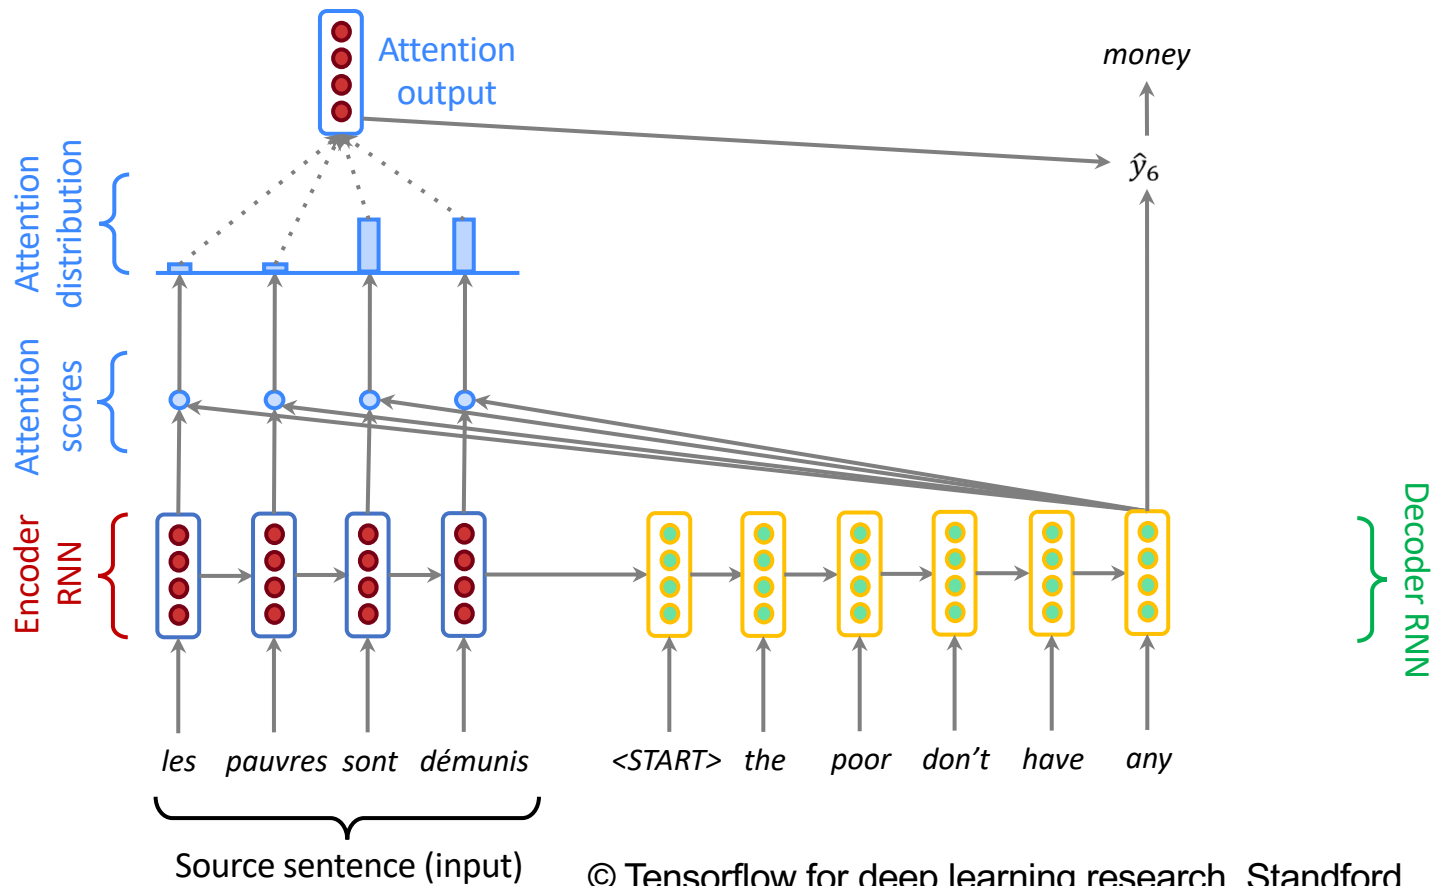 Attention
output
money
ŷ₆
Attention
distribution
Attention
scores
Encoder
RNN
Decoder RNN
les pauvres sont démunis <START> the poor don't have any
Source sentence (input)
© Tensorflow for deep learning research. Standford